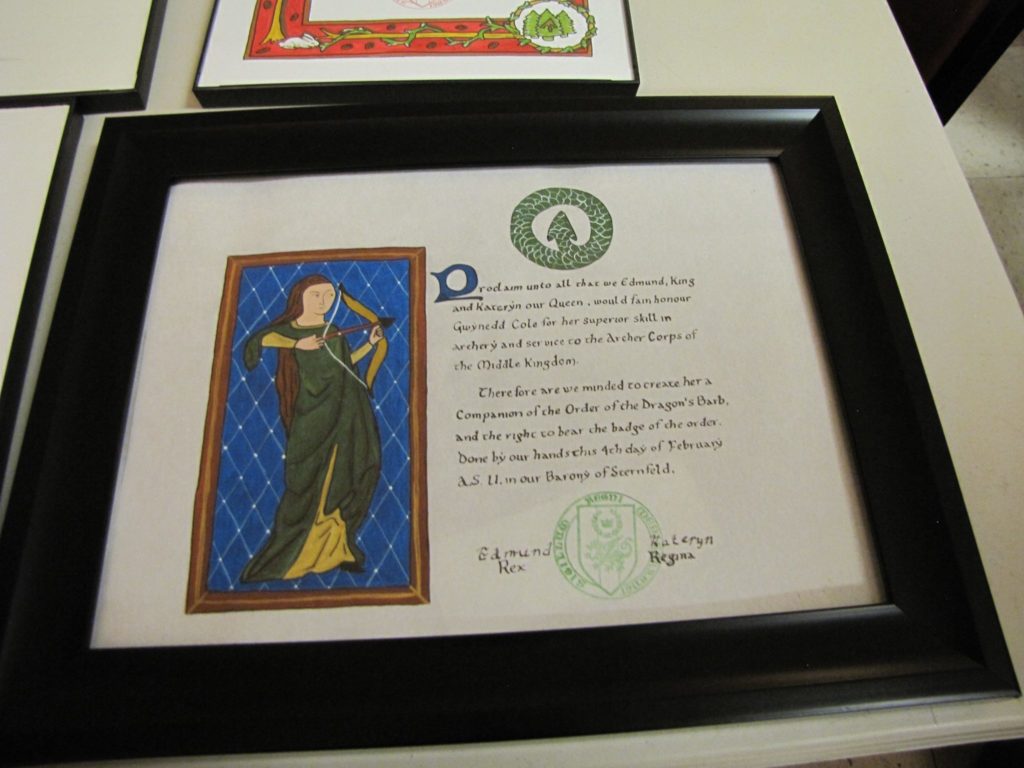 Proclaim unto all that we Edmund, King
and Kateryn our Queen, would fain honour
Gwynedd Cole for her superior skill in
archery and service to the Archer Corps of
the Middle Kingdom.
Therefore are we minded to create her a
Companion of the Order of the Dragon's Barb,
and the right to bear the badge of the order.
Done by our hands this 4th day of February
A.S. LI. in our Barony of Sternfeld.
Edmund
Rex
Kateryn
Regina
SIGILLUM REGNI